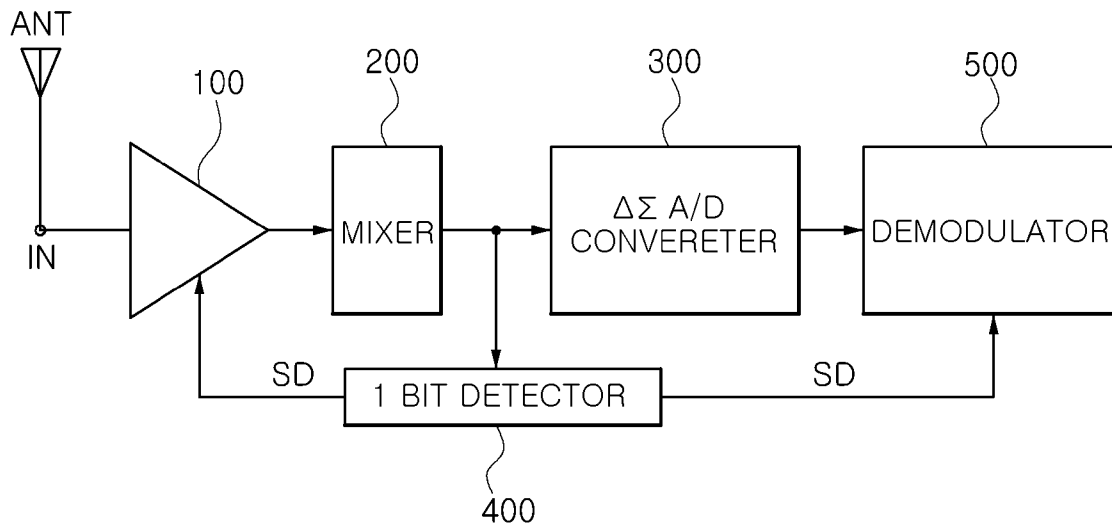 ANT
100
200
300
500
IN
MIXER
ΔΣ A/D
CONVERETER
DEMODULATOR
SD
1 BIT DETECTOR
SD
400